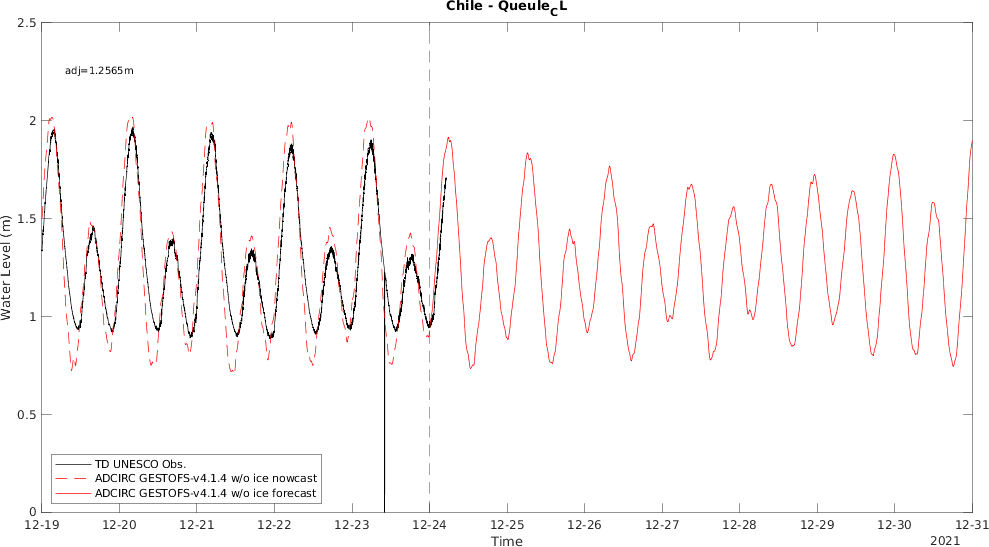 Chile - Queule_CL
2.5
adj=1.2565m
2
1.5
Water Level (m)
1
0.5
TD UNESCO Obs.
ADCIRC GESTOFS-v4.1.4 w/o ice nowcast
ADCIRC GESTOFS-v4.1.4 w/o ice forecast
0
12-19 12-20 12-21 12-22 12-23 12-24 12-25 12-26 12-27 12-28 12-29 12-30 12-31
Time
2021